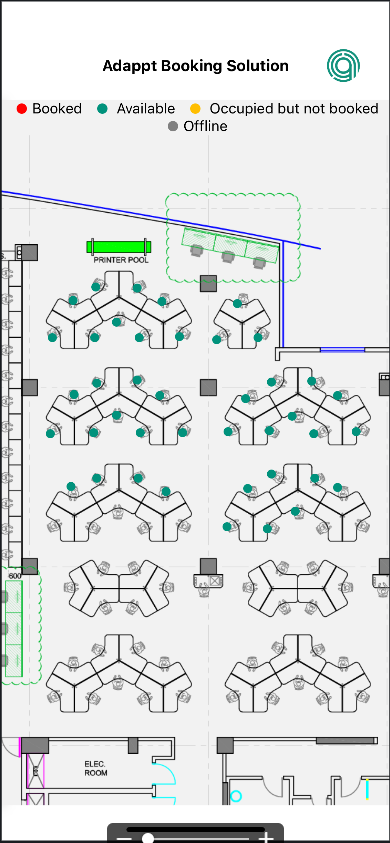 Adappt Booking Solution
Booked Available Occupied but not booked
Offline
PRINTER POOL
600
ELEC.
ROOM